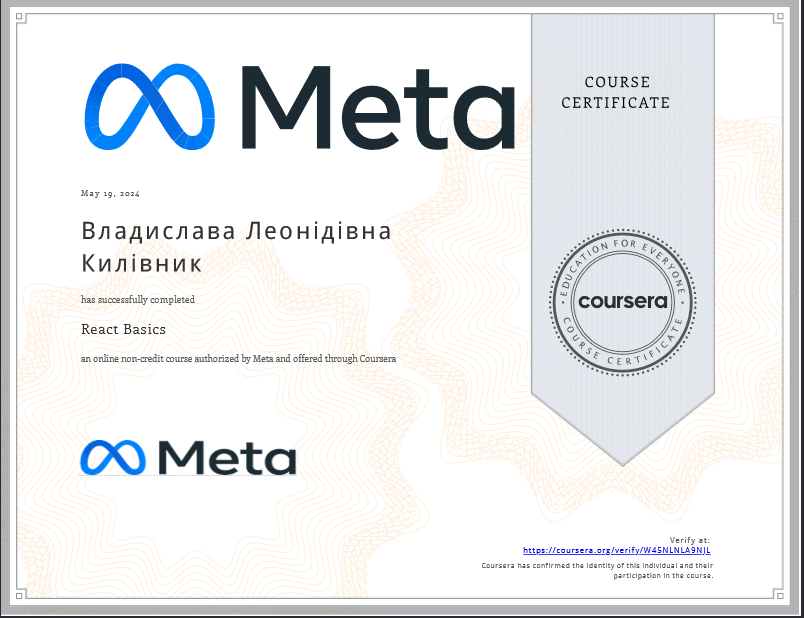 Meta
COURSE
CERTIFICATE
May 19, 2024
Владислава Леонідівна
Килівник
has successfully completed
React Basics
an online non-credit course authorized by Meta and offered through Coursera
EDUCATION FOR EVERYONE
coursera
COURSE CERTIFICATE
Meta
Verify at:
https://coursera.org/verify/W45NLNLA9NJL
Coursera has confirmed the identity of this individual and their
participation in the course.